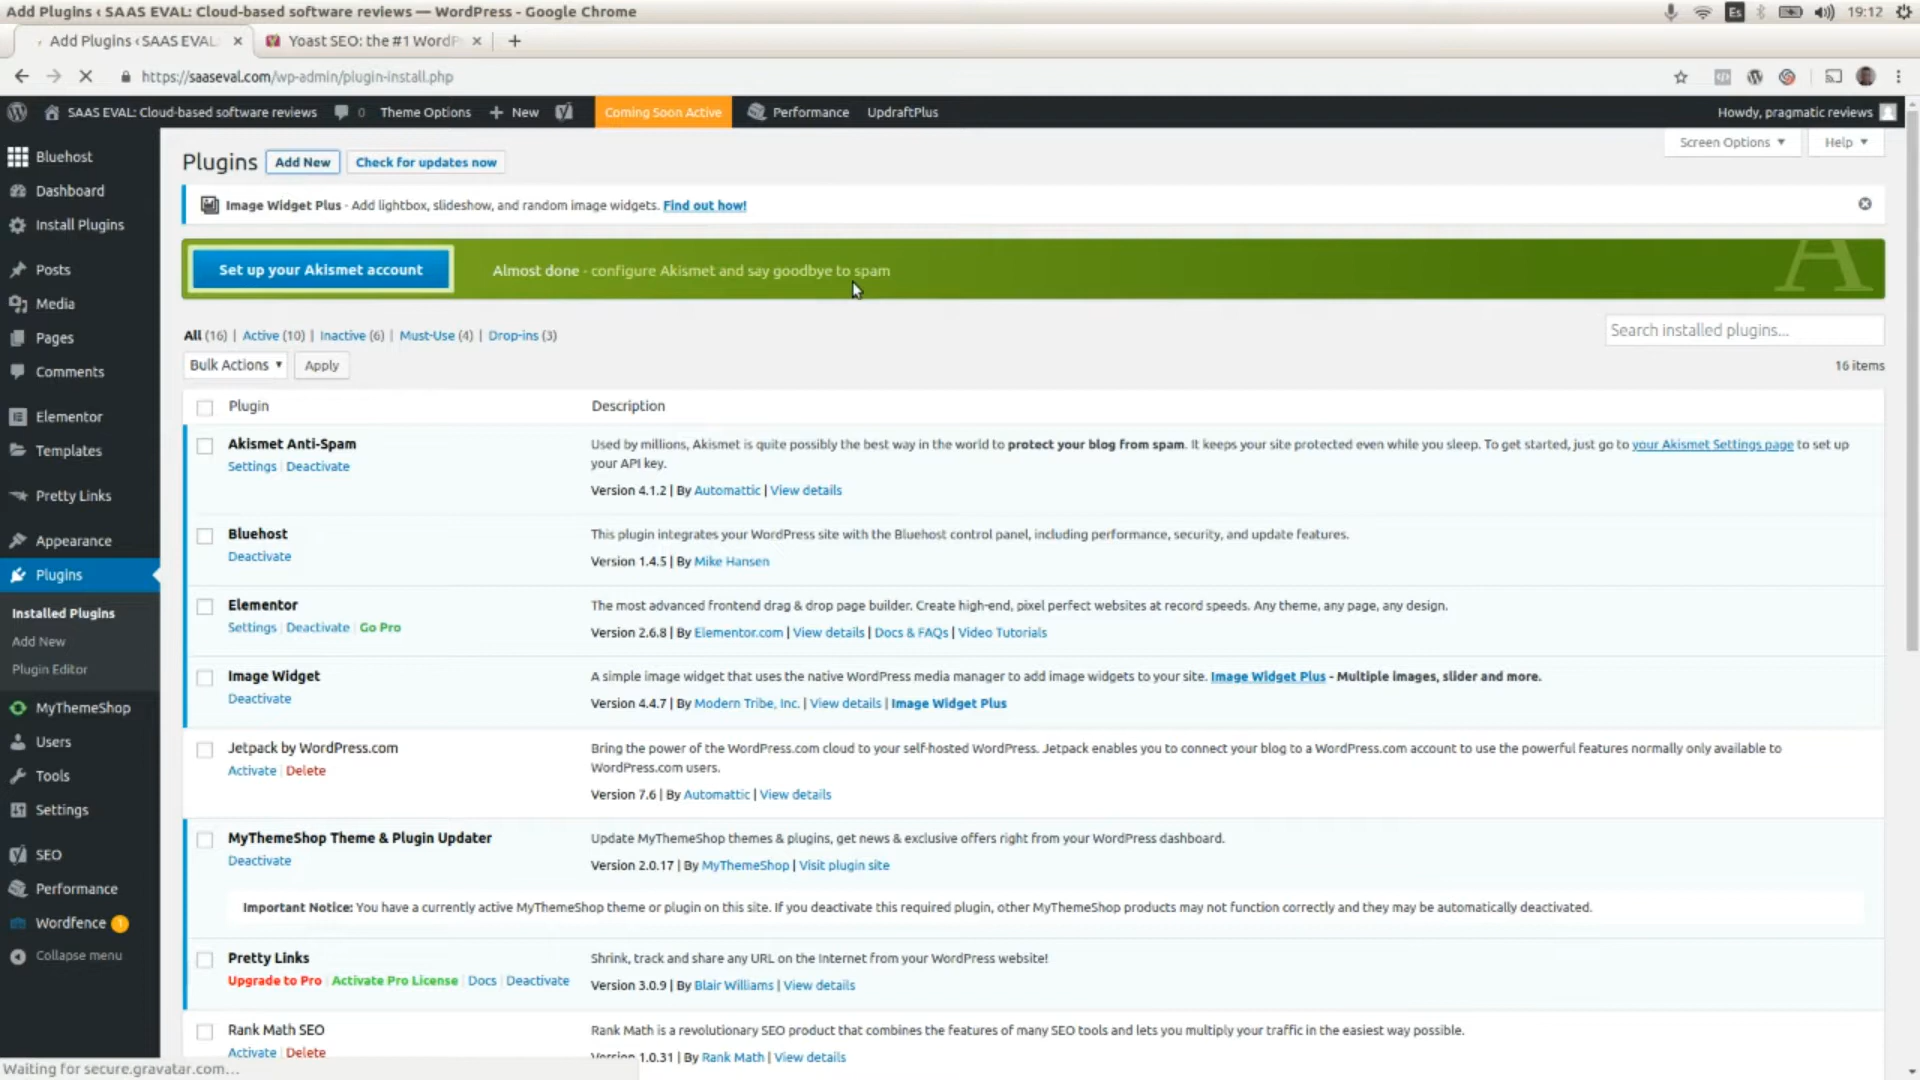 Add Plugins ‹ SAAS EVAL: Cloud-based software reviews — WordPress - Google Chrome
Es
19:12
Add Plugins ‹ SAAS EVAL:
Yoast SEO: the #1 WordP
https://saaseval.com/wp-admin/plugin-install.php
SAAS EVAL: Cloud-based software reviews
0
Theme Options
New
Coming Soon Active
Performance
UpdraftPlus
Howdy, pragmatic reviews
Bluehost
Dashboard
Install Plugins
Posts
Media
Pages
Comments
Elementor
Templates
Pretty Links
Appearance
Plugins
Installed Plugins
Add New
Plugin Editor
MyThemeShop
Users
Tools
Settings
SEO
Performance
Wordfence 1
Collapse menu
Plugins
Add New
Check for updates now
Screen Options
Help
Image Widget Plus - Add lightbox, slideshow, and random image widgets. Find out how!
Set up your Akismet account
Almost done - configure Akismet and say goodbye to spam
A
All (16) | Active (10) | Inactive (6) | Must-Use (4) | Drop-ins (3)
Search installed plugins...
Bulk Actions
Apply
16 items
Plugin
Description
Akismet Anti-Spam
Settings | Deactivate
Used by millions, Akismet is quite possibly the best way in the world to protect your blog from spam. It keeps your site protected even while you sleep. To get started, just go to your Akismet Settings page to set up
your API key.
Version 4.1.2 | By Automattic | View details
Bluehost
Deactivate
This plugin integrates your WordPress site with the Bluehost control panel, including performance, security, and update features.
Version 1.4.5 | By Mike Hansen
Elementor
Settings | Deactivate | Go Pro
The most advanced frontend drag & drop page builder. Create high-end, pixel perfect websites at record speeds. Any theme, any page, any design.
Version 2.6.8 | By Elementor.com | View details | Docs & FAQs | Video Tutorials
Image Widget
Deactivate
A simple image widget that uses the native WordPress media manager to add image widgets to your site. Image Widget Plus - Multiple images, slider and more.
Version 4.4.7 | By Modern Tribe, Inc. | View details | Image Widget Plus
Jetpack by WordPress.com
Activate | Delete
Bring the power of the WordPress.com cloud to your self-hosted WordPress. Jetpack enables you to connect your blog to a WordPress.com account to use the powerful features normally only available to
WordPress.com users.
Version 7.6 | By Automattic | View details
MyThemeShop Theme & Plugin Updater
Deactivate
Update MyThemeShop themes & plugins, get news & exclusive offers right from your WordPress dashboard.
Version 2.0.17 | By MyThemeShop | Visit plugin site
Important Notice: You have a currently active MyThemeShop theme or plugin on this site. If you deactivate this required plugin, other MyThemeShop products may not function correctly and they may be automatically deactivated.
Pretty Links
Upgrade to Pro | Activate Pro License | Docs | Deactivate
Shrink, track and share any URL on the Internet from your WordPress website!
Version 3.0.9 | By Blair Williams | View details
Rank Math SEO
Activate | Delete
Rank Math is a revolutionary SEO product that combines the features of many SEO tools and lets you multiply your traffic in the easiest way possible.
Version 1.0.31 | By Rank Math | View details
Waiting for secure.gravatar.com...